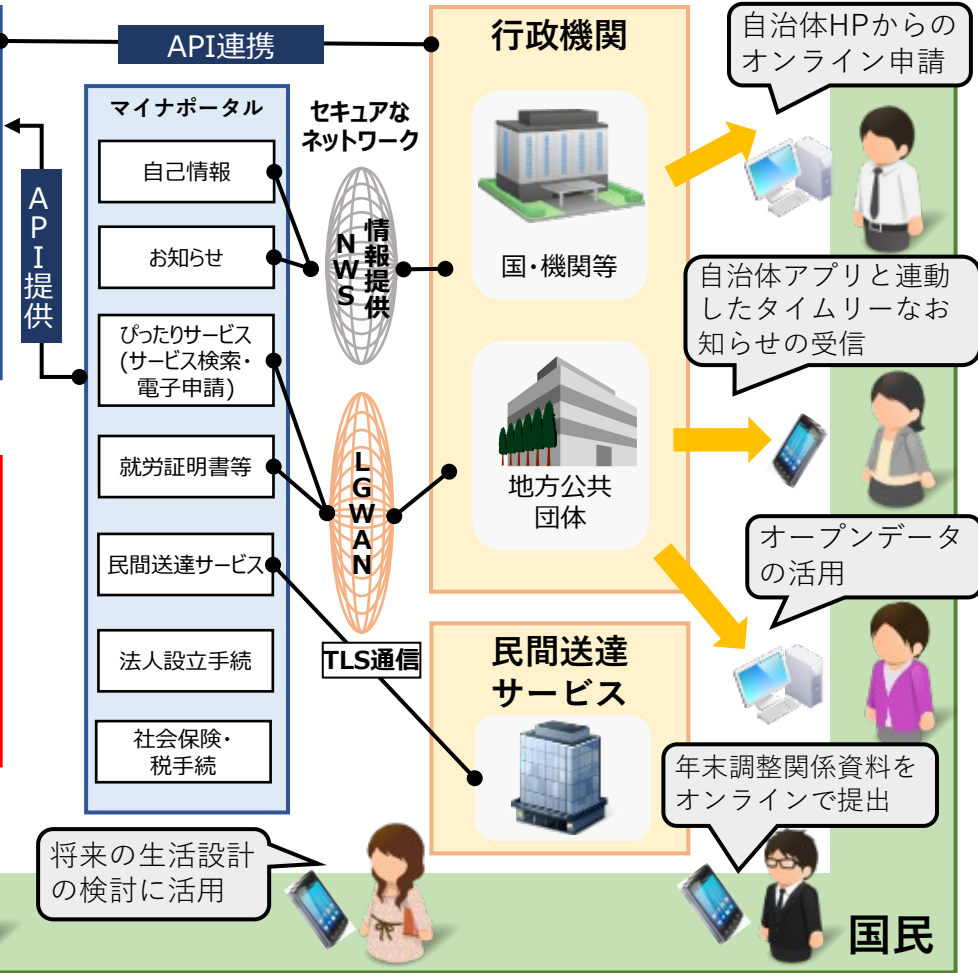 API連携
API提供
マイナポータル
自己情報
お知らせ
ぴったりサービス
(サービス検索・
電子申請)
就労証明書等
民間送達サービス
法人設立手続
社会保険・
税手続
セキュアな
ネットワーク
情報提供
NWS
LGWAN
TLS通信
行政機関
国・機関等
地方公共
団体
民間送達
サービス
自治体HPからの
オンライン申請
自治体アプリと連動
したタイムリーなお
知らせの受信
オープンデータ
の活用
年末調整関係資料を
オンラインで提出
将来の生活設計
の検討に活用
国民